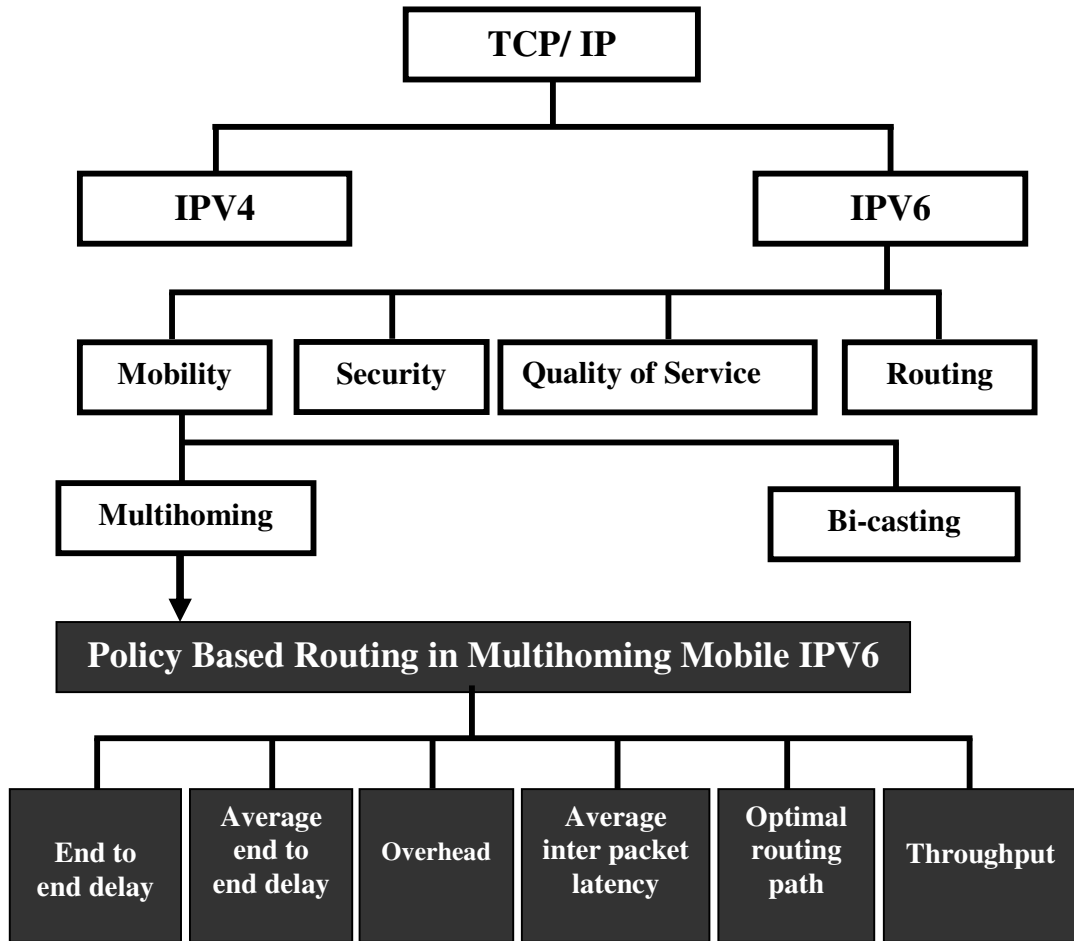 TCP/ IP
IPV4
IPV6
Mobility
Security
Quality of Service
Routing
Multihoming
Bi-casting
Policy Based Routing in Multihoming Mobile IPV6
End to
end delay
Average
end to
end delay
Overhead
Average
inter packet
latency
Optimal
routing
path
Throughput